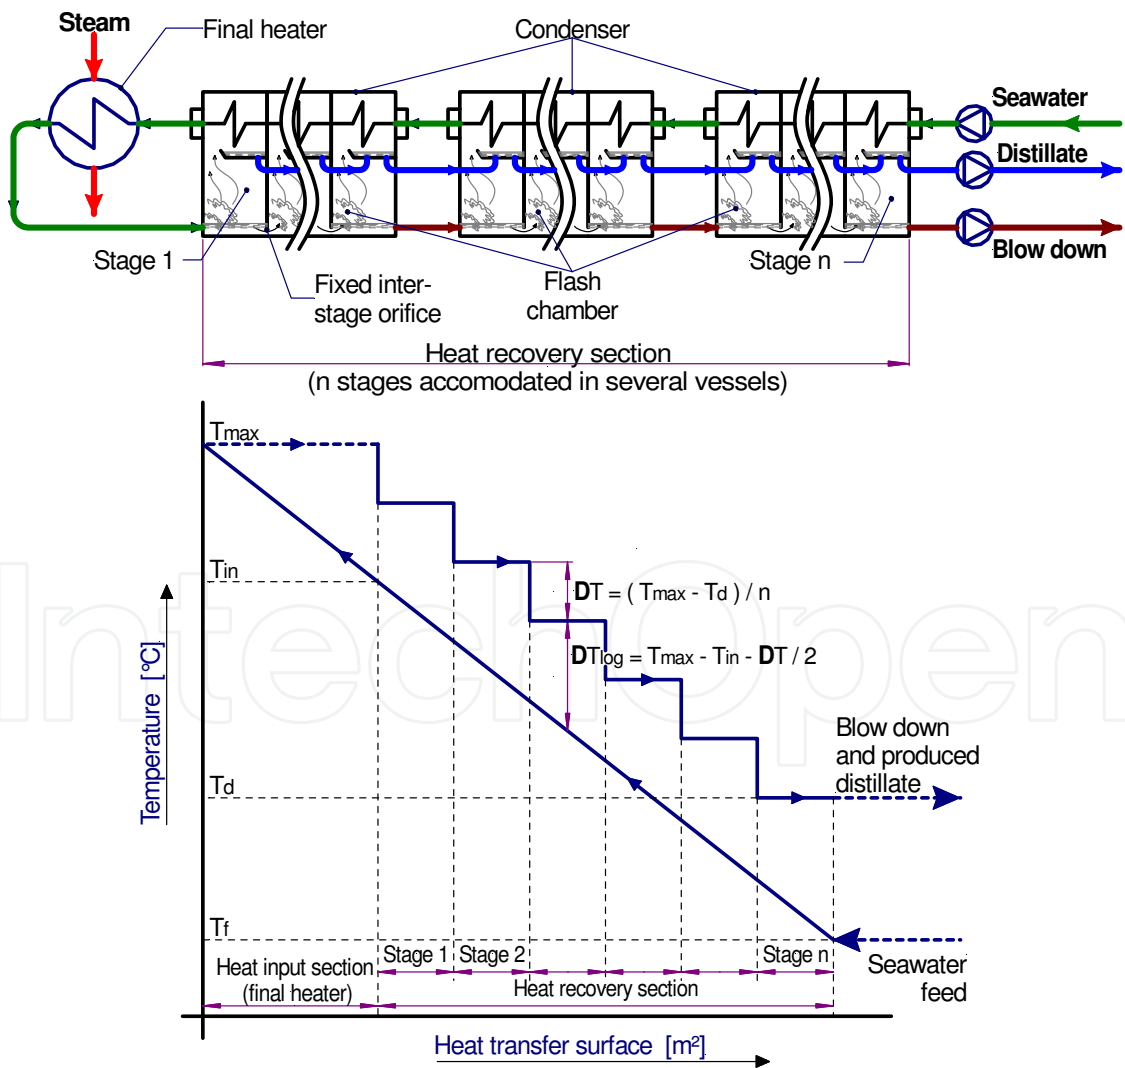 Steam
Final heater
Condenser
Seawater
Distillate
Blow down
Stage 1
Fixed inter-
stage orifice
Flash
chamber
Stage n
Heat recovery section
(n stages accomodated in several vessels)
Tmax
Tin
DT = ( Tmax - Td ) / n
DTlog = Tmax - Tin - DT / 2
Temperature [°C]
Blow down
and produced
distillate
Td
Tf
Stage 1
Stage 2
Stage n
Seawater
feed
Heat input section
(final heater)
Heat recovery section
Heat transfer surface [m²]
IntechOpen